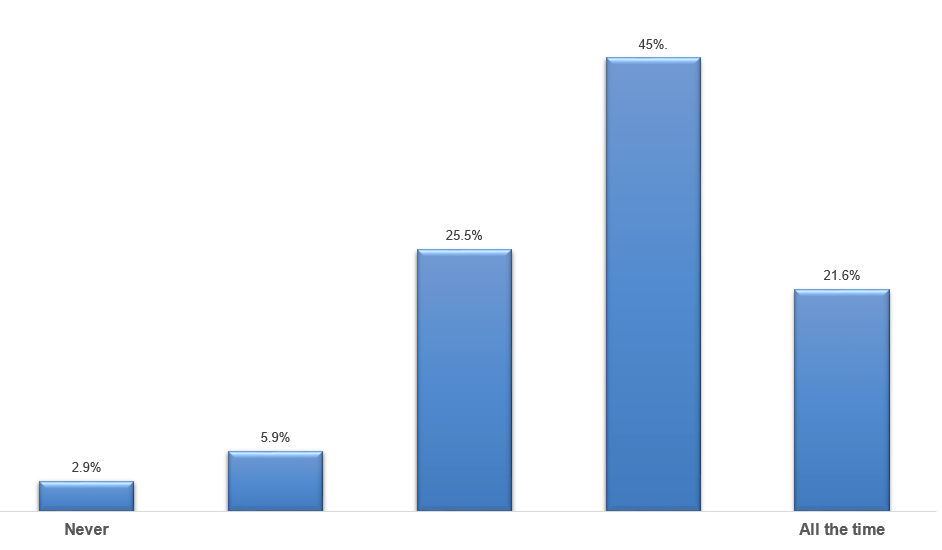 45%.
25.5%
21.6%
5.9%
2.9%
Never
All the time